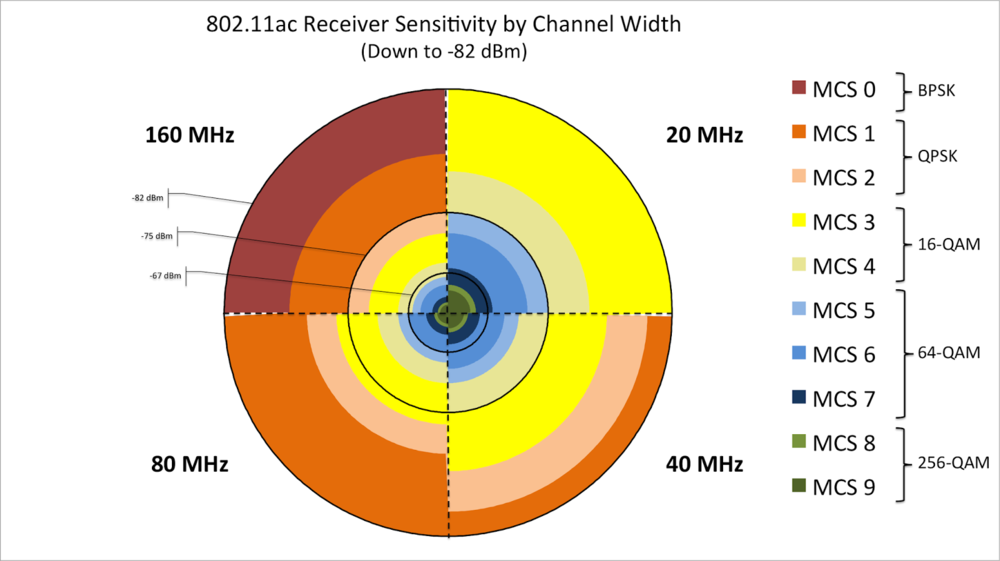 802.11ac Receiver Sensitivity by Channel Width
(Down to -82 dBm)
160 MHz
20 MHz
-82 dBm
-75 dBm
-67 dBm
80 MHz
40 MHz
MCS 0
BPSK
MCS 1
QPSK
MCS 2
MCS 3
16-QAM
MCS 4
MCS 5
MCS 6
64-QAM
MCS 7
MCS 8
256-QAM
MCS 9